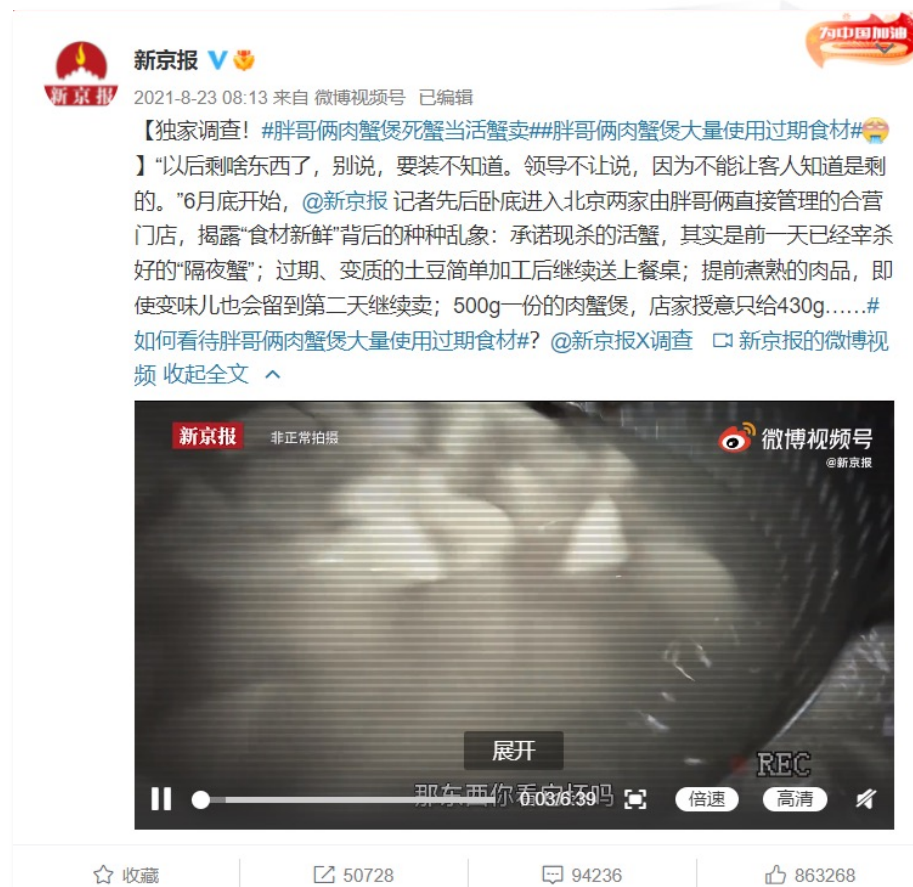 为中国加油
新京报
新京报
2021-8-23 08:13 来自 微博视频号 已编辑
【独家调查！#胖哥俩肉蟹煲死蟹当活蟹卖##胖哥俩肉蟹煲大量使用过期食材#
】“以后剩啥东西了，别说，要装不知道。领导不让说，因为不能让客人知道是剩
的。”6月底开始，@新京报 记者先后卧底进入北京两家由胖哥俩直接管理的合营
门店，揭露“食材新鲜”背后的种种乱象：承诺现杀的活蟹，其实是前一天已经宰杀
好的“隔夜蟹”；过期、变质的土豆简单加工后继续送上餐桌；提前煮熟的肉品，即
使变味儿也会留到第二天继续卖；500g一份的肉蟹煲，店家授意只给430g……#
如何看待胖哥俩肉蟹煲大量使用过期食材#？@新京报X调查 新京报的微博视
频 收起全文
新京报 非正常拍摄 微博视频号
@新京报
展开
REC
那东西你看变坏吗
0:03/6:39 倍速 高清
收藏 50728 94236 863268